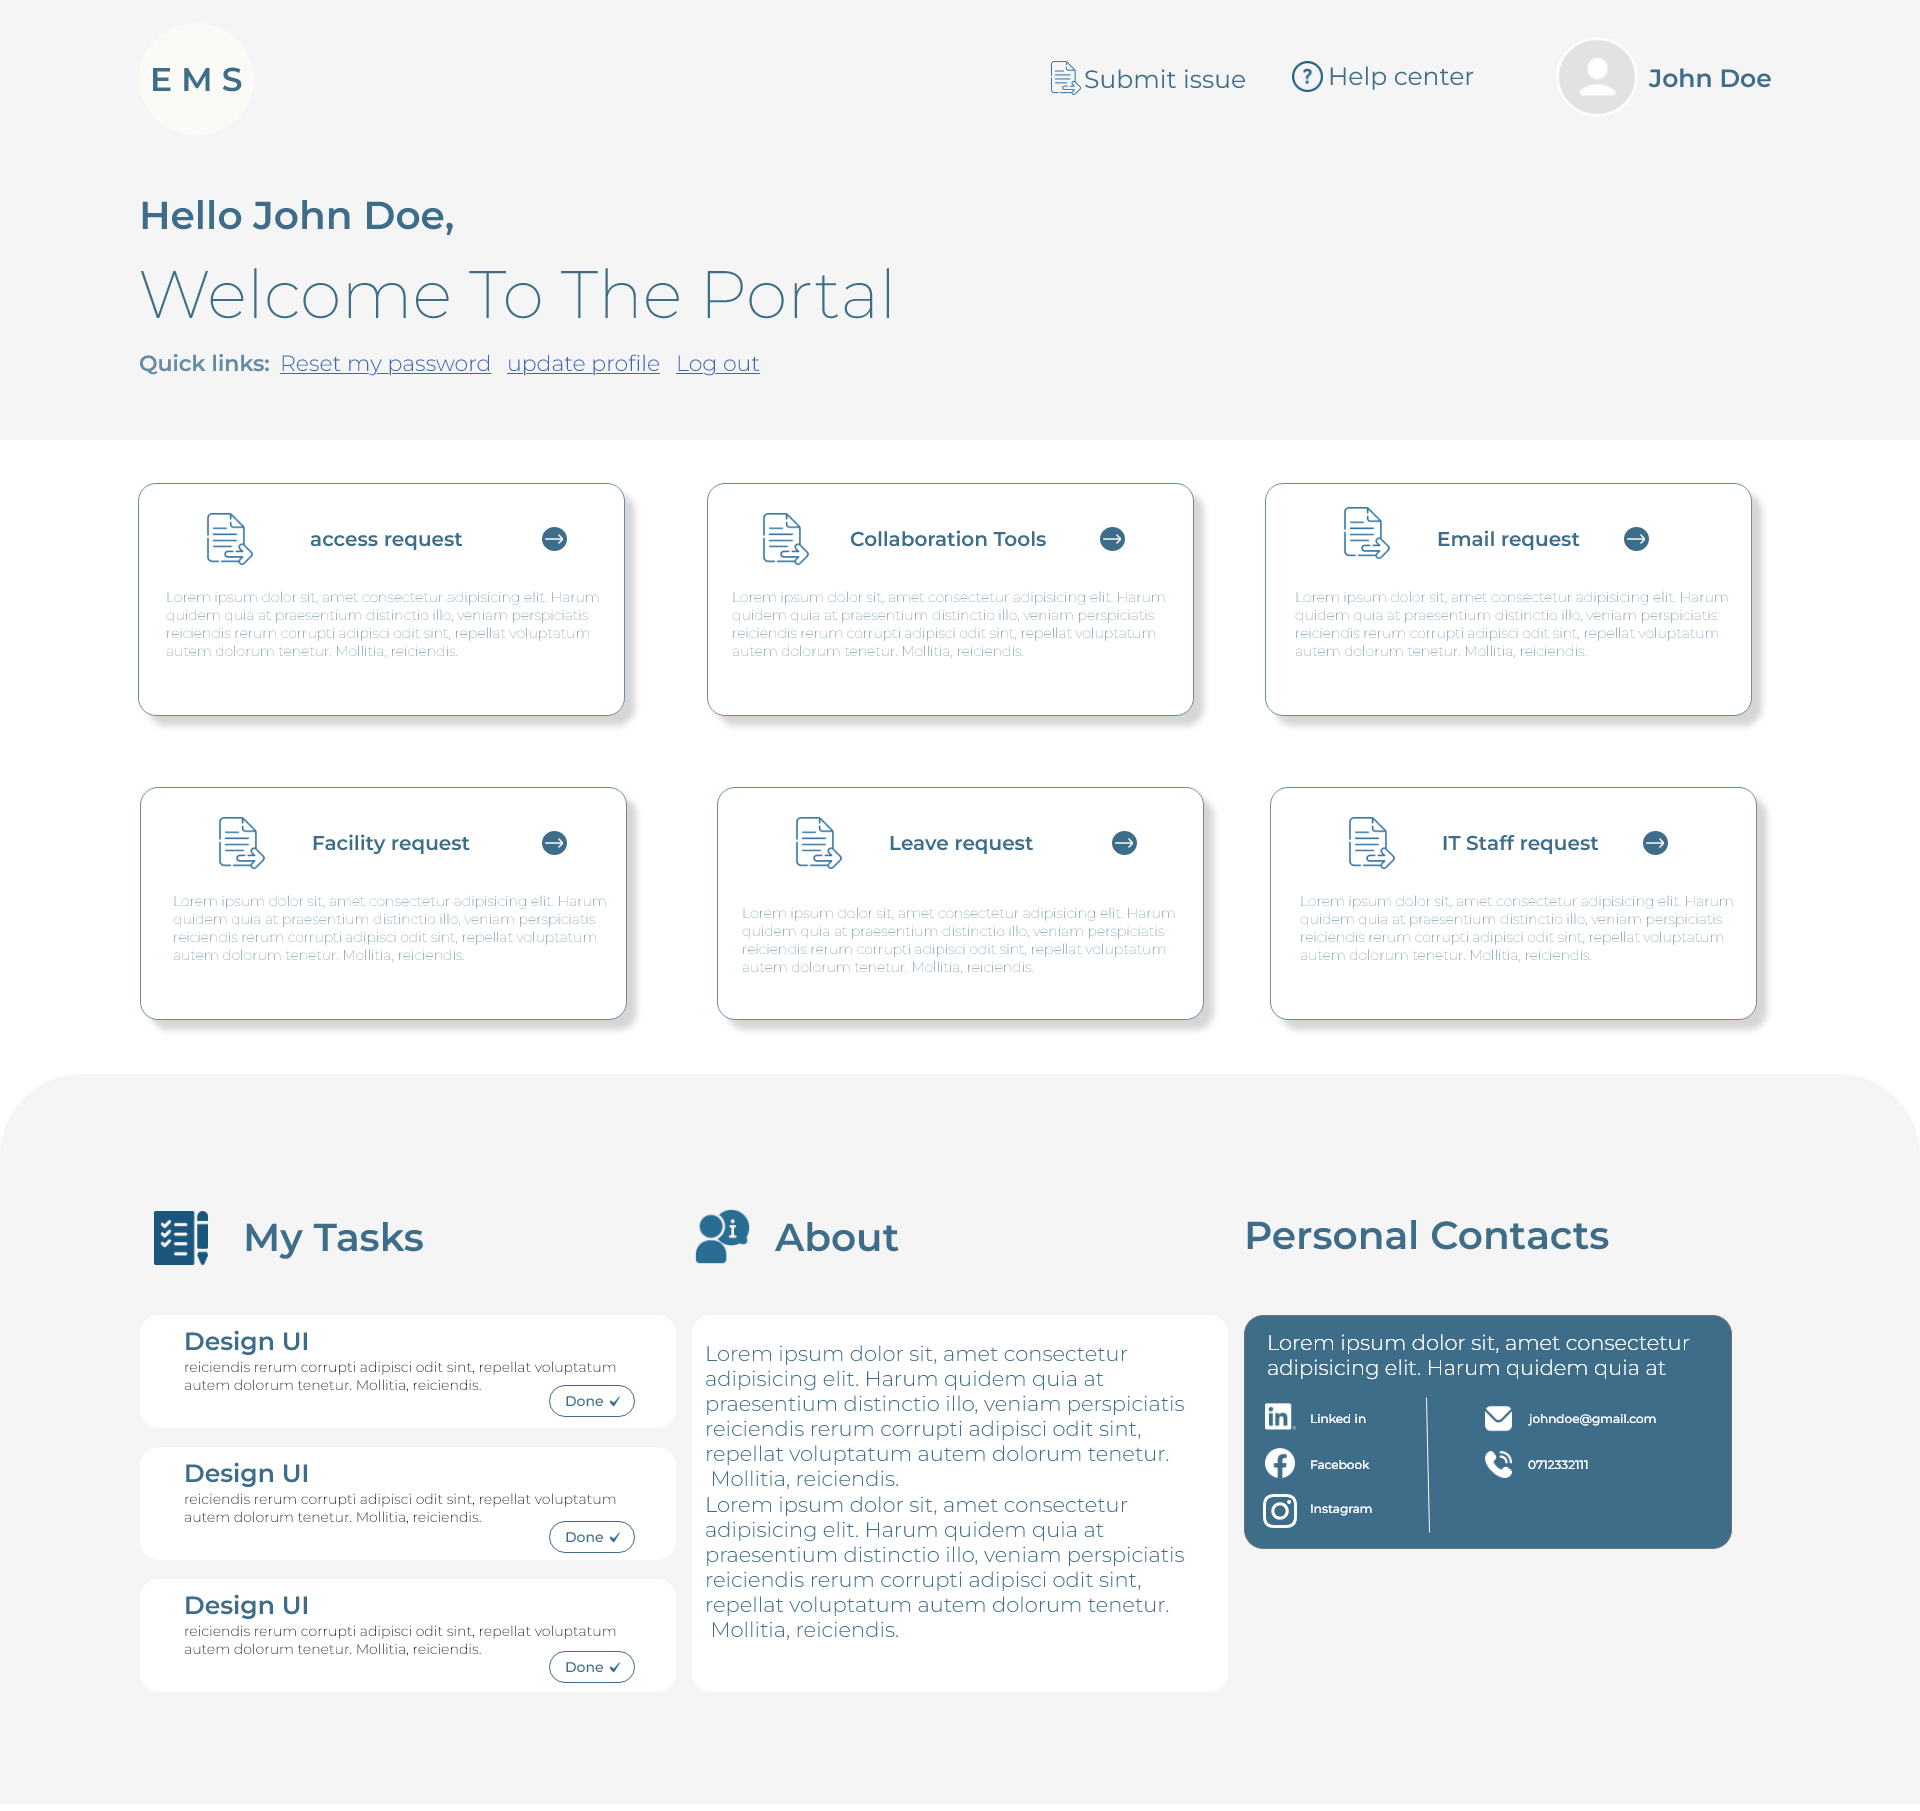 E M S
Submit issue
Help center
John Doe
Hello John Doe,
Welcome To The Portal
Quick links: Reset my password update profile Log out
access request
Lorem ipsum dolor sit, amet consectetur adipisicing elit. Harum
quidem quia at praesentium distinctio illo, veniam perspiciatis
reiciendis rerum corrupti adipisci odit sint, repellat voluptatum
autem dolorum tenetur. Mollitia, reiciendis.
Collaboration Tools
Lorem ipsum dolor sit, amet consectetur adipisicing elit. Harum
quidem quia at praesentium distinctio illo, veniam perspiciatis
reiciendis rerum corrupti adipisci odit sint, repellat voluptatum
autem dolorum tenetur. Mollitia, reiciendis.
Email request
Lorem ipsum dolor sit, amet consectetur adipisicing elit. Harum
quidem quia at praesentium distinctio illo, veniam perspiciatis
reiciendis rerum corrupti adipisci odit sint, repellat voluptatum
autem dolorum tenetur. Mollitia, reiciendis.
Facility request
Lorem ipsum dolor sit, amet consectetur adipisicing elit. Harum
quidem quia at praesentium distinctio illo, veniam perspiciatis
reiciendis rerum corrupti adipisci odit sint, repellat voluptatum
autem dolorum tenetur. Mollitia, reiciendis.
Leave request
Lorem ipsum dolor sit, amet consectetur adipisicing elit. Harum
quidem quia at praesentium distinctio illo, veniam perspiciatis
reiciendis rerum corrupti adipisci odit sint, repellat voluptatum
autem dolorum tenetur. Mollitia, reiciendis.
IT Staff request
Lorem ipsum dolor sit, amet consectetur adipisicing elit. Harum
quidem quia at praesentium distinctio illo, veniam perspiciatis
reiciendis rerum corrupti adipisci odit sint, repellat voluptatum
autem dolorum tenetur. Mollitia, reiciendis.
My Tasks
Design UI
reiciendis rerum corrupti adipisci odit sint, repellat voluptatum
autem dolorum tenetur. Mollitia, reiciendis.
Done
Design UI
reiciendis rerum corrupti adipisci odit sint, repellat voluptatum
autem dolorum tenetur. Mollitia, reiciendis.
Done
Design UI
reiciendis rerum corrupti adipisci odit sint, repellat voluptatum
autem dolorum tenetur. Mollitia, reiciendis.
Done
About
Lorem ipsum dolor sit, amet consectetur
adipisicing elit. Harum quidem quia at
praesentium distinctio illo, veniam perspiciatis
reiciendis rerum corrupti adipisci odit sint,
repellat voluptatum autem dolorum tenetur.
Mollitia, reiciendis.
Lorem ipsum dolor sit, amet consectetur
adipisicing elit. Harum quidem quia at
praesentium distinctio illo, veniam perspiciatis
reiciendis rerum corrupti adipisci odit sint,
repellat voluptatum autem dolorum tenetur.
Mollitia, reiciendis.
Personal Contacts
Lorem ipsum dolor sit, amet consectetur
adipisicing elit. Harum quidem quia at
Linked in
Facebook
Instagram
johndoe@gmail.com
0712332111